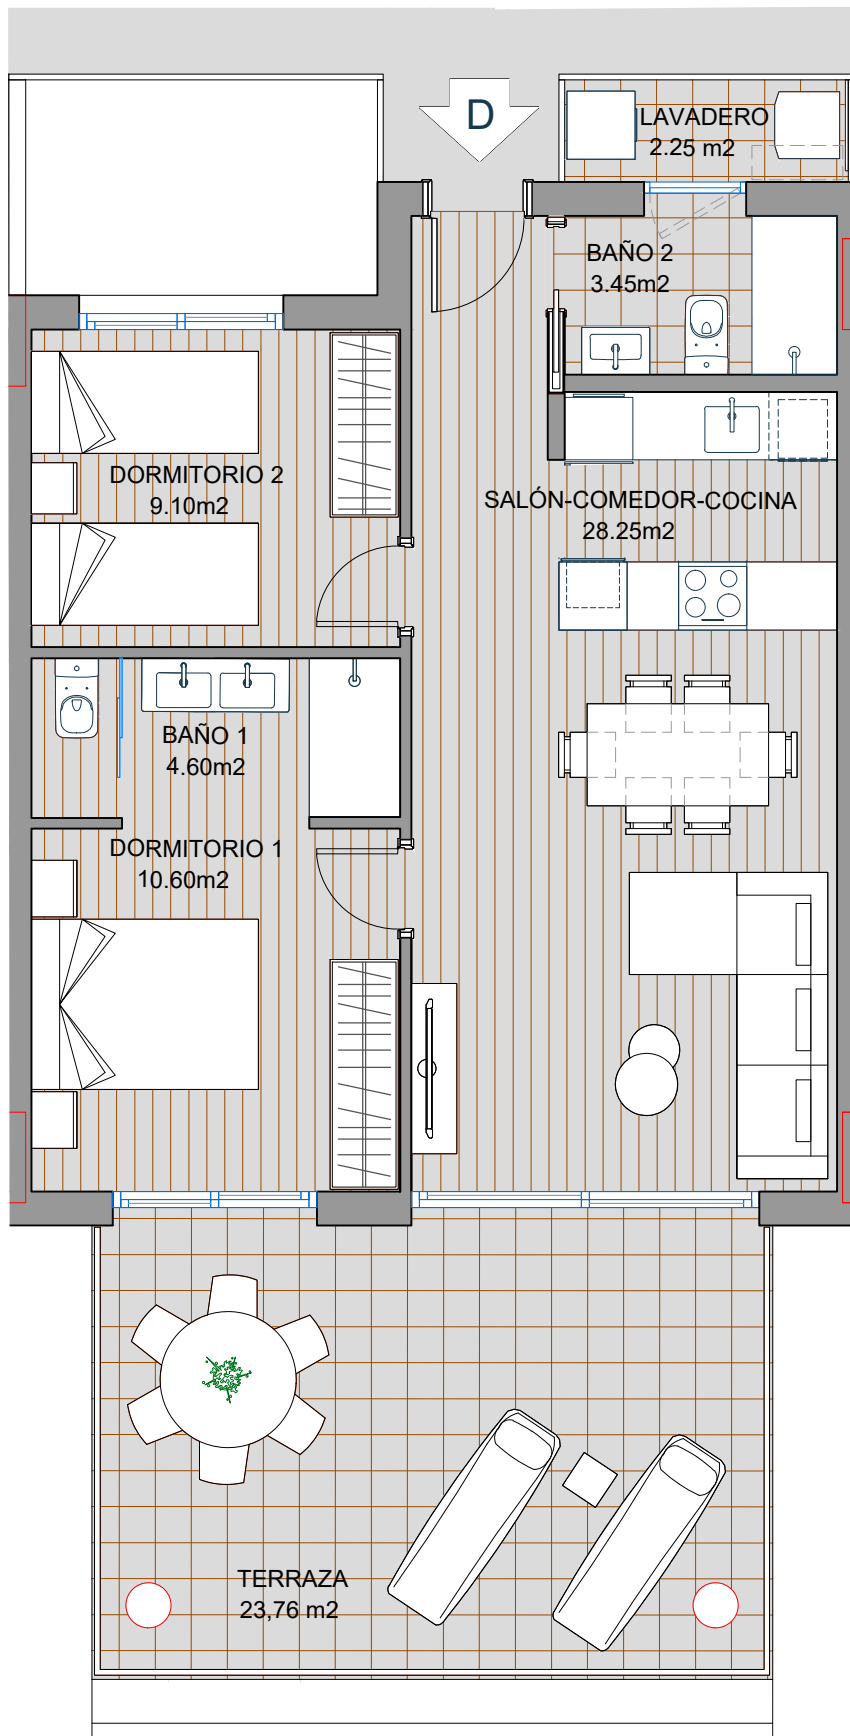 D
LAVADERO
2.25 m2
BAÑO 2
3.45m2
DORMITORIO 2
9.10m2
SALÓN-COMEDOR-COCINA
28.25m2
BAÑO 1
4.60m2
DORMITORIO 1
10.60m2
TERRAZA
23,76 m2